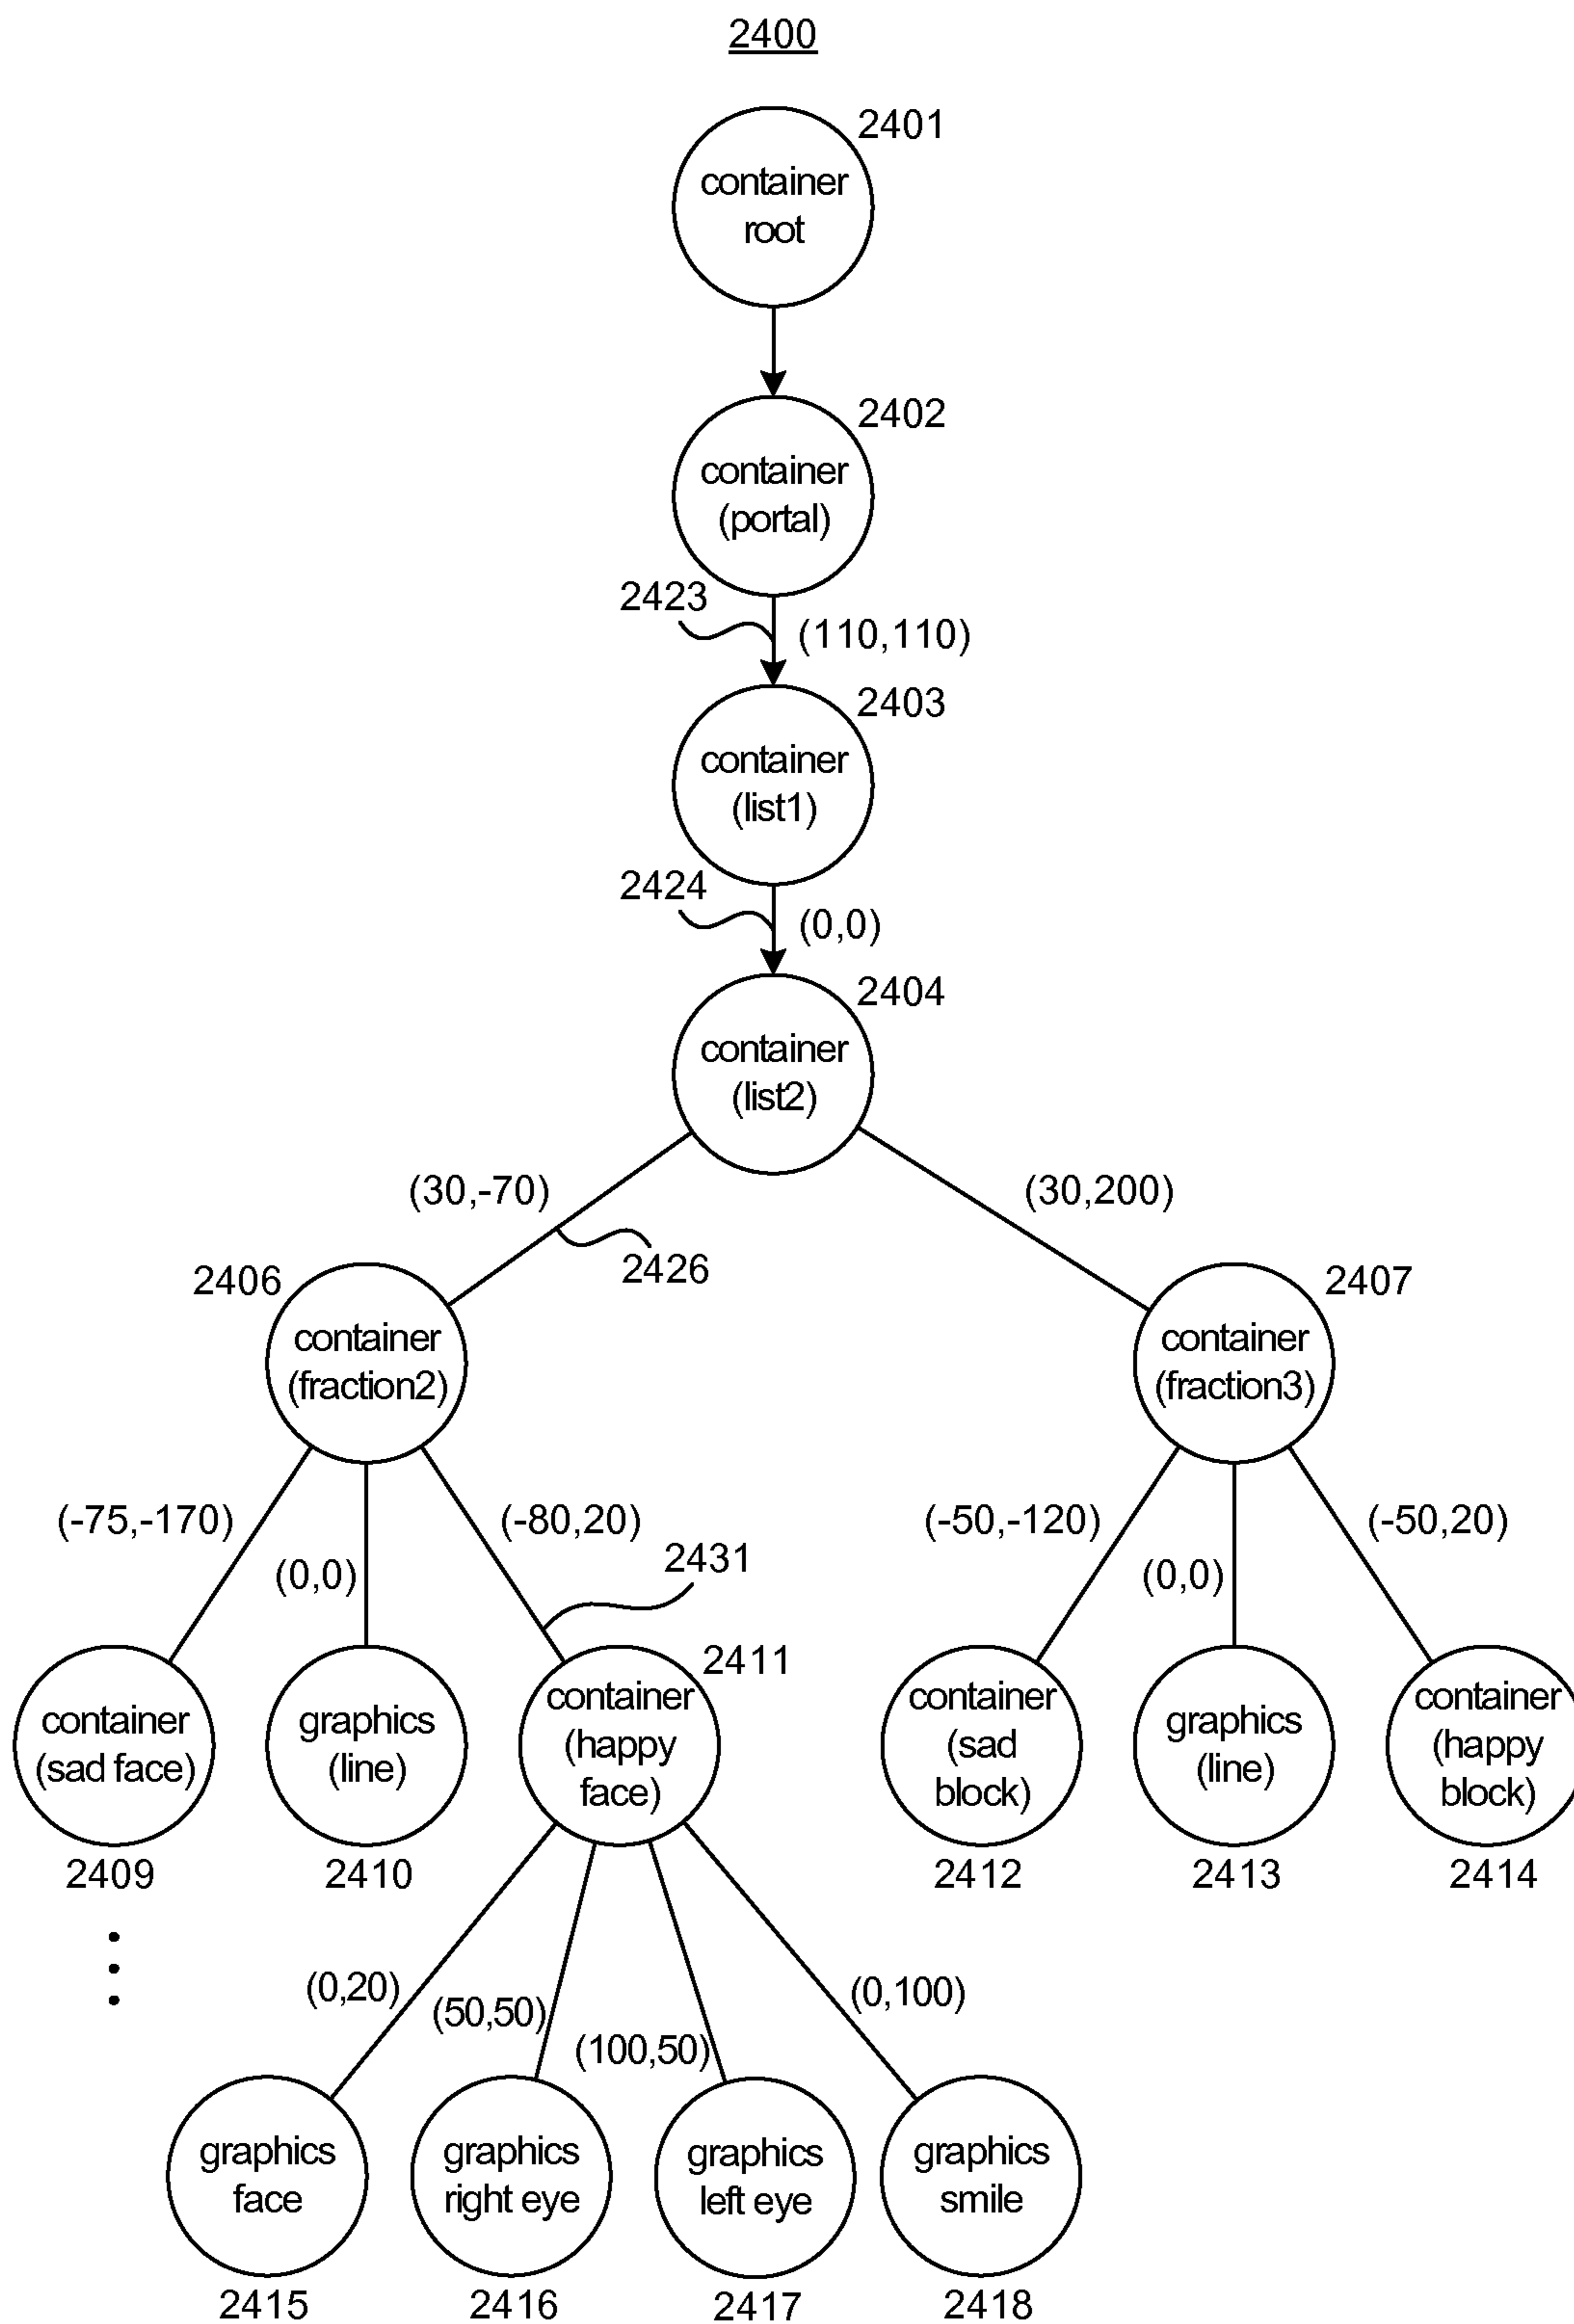 2400
2401
container
root
2402
container
(portal)
2423
(110,110)
2403
container
(list1)
2424
(0,0)
2404
container
(list2)
(30,-70)
(30,200)
2426
2406
container
(fraction2)
2407
container
(fraction3)
(-75,-170)
(0,0)
(-80,20)
2431
(-50,-120)
(0,0)
(-50,20)
container
(sad face)
2409
graphics
(line)
2410
2411
container
(happy
face)
container
(sad
block)
2412
graphics
(line)
2413
container
(happy
block)
2414
(0,20)
(50,50)
(100,50)
(0,100)
graphics
face
2415
graphics
right eye
2416
graphics
left eye
2417
graphics
smile
2418